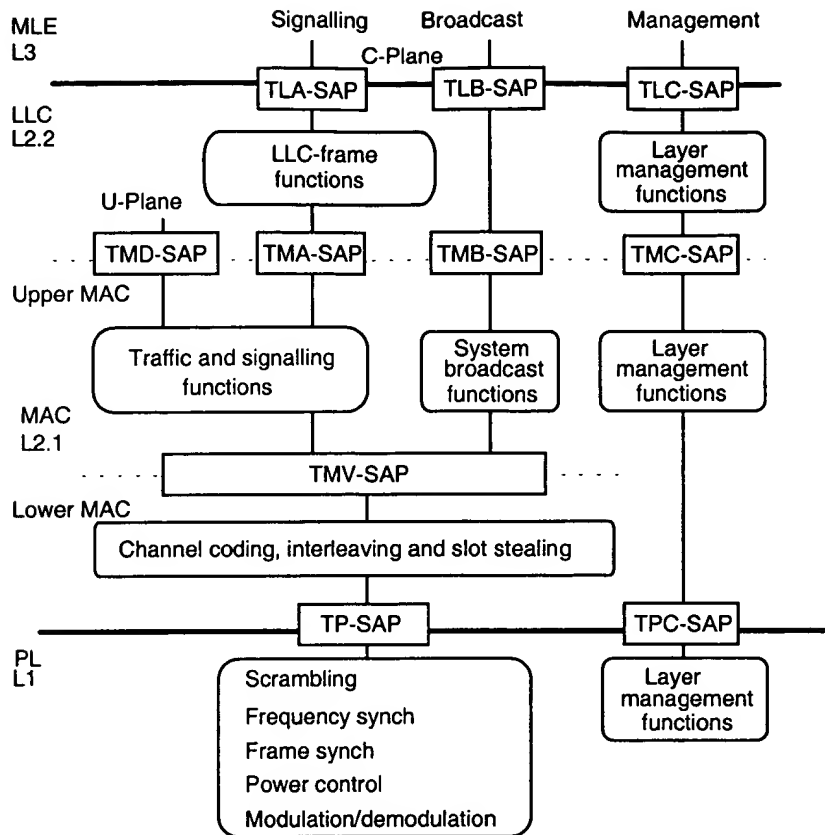 MLE
L3
Signalling
Broadcast
Management
C-Plane
TLA-SAP
TLB-SAP
TLC-SAP
LLC
L2.2
LLC-frame
functions
Layer
management
functions
U-Plane
TMD-SAP
TMA-SAP
TMB-SAP
TMC-SAP
Upper MAC
Traffic and signalling
functions
System
broadcast
functions
Layer
management
functions
MAC
L2.1
TMV-SAP
Lower MAC
Channel coding, interleaving and slot stealing
TP-SAP
TPC-SAP
PL
L1
Scrambling
Frequency synch
Frame synch
Power control
Modulation/demodulation
Layer
management
functions